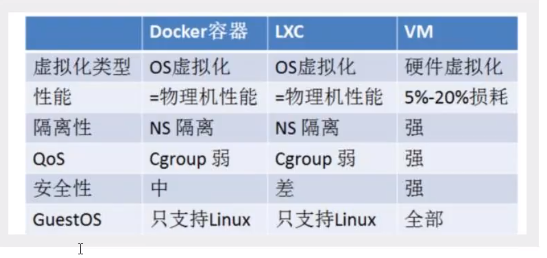 Docker容器 LXC VM
虚拟化类型 OS虚拟化 OS虚拟化 硬件虚拟化
性能 =物理机性能 =物理机性能 5%-20%损耗
隔离性 NS 隔离 NS 隔离 强
QoS Cgroup 弱 Cgroup 弱 强
安全性 中 差 强
GuestOS 只支持Linux 只支持Linux 全部